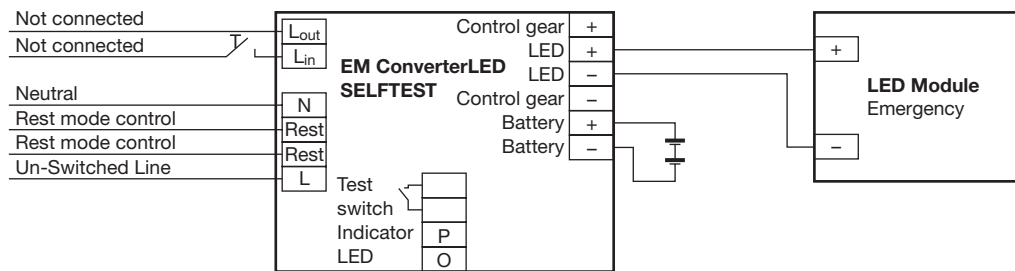 Not connected
Not connected
Neutral
Rest mode control
Rest mode control
Un-Switched Line
Lout
Lin
N
Rest
Rest
L
EM ConverterLED
SELFTEST
Test
switch
Indicator
LED
P
O
Control gear +
LED +
LED –
Control gear –
Battery +
Battery –
+
–
LED Module
Emergency